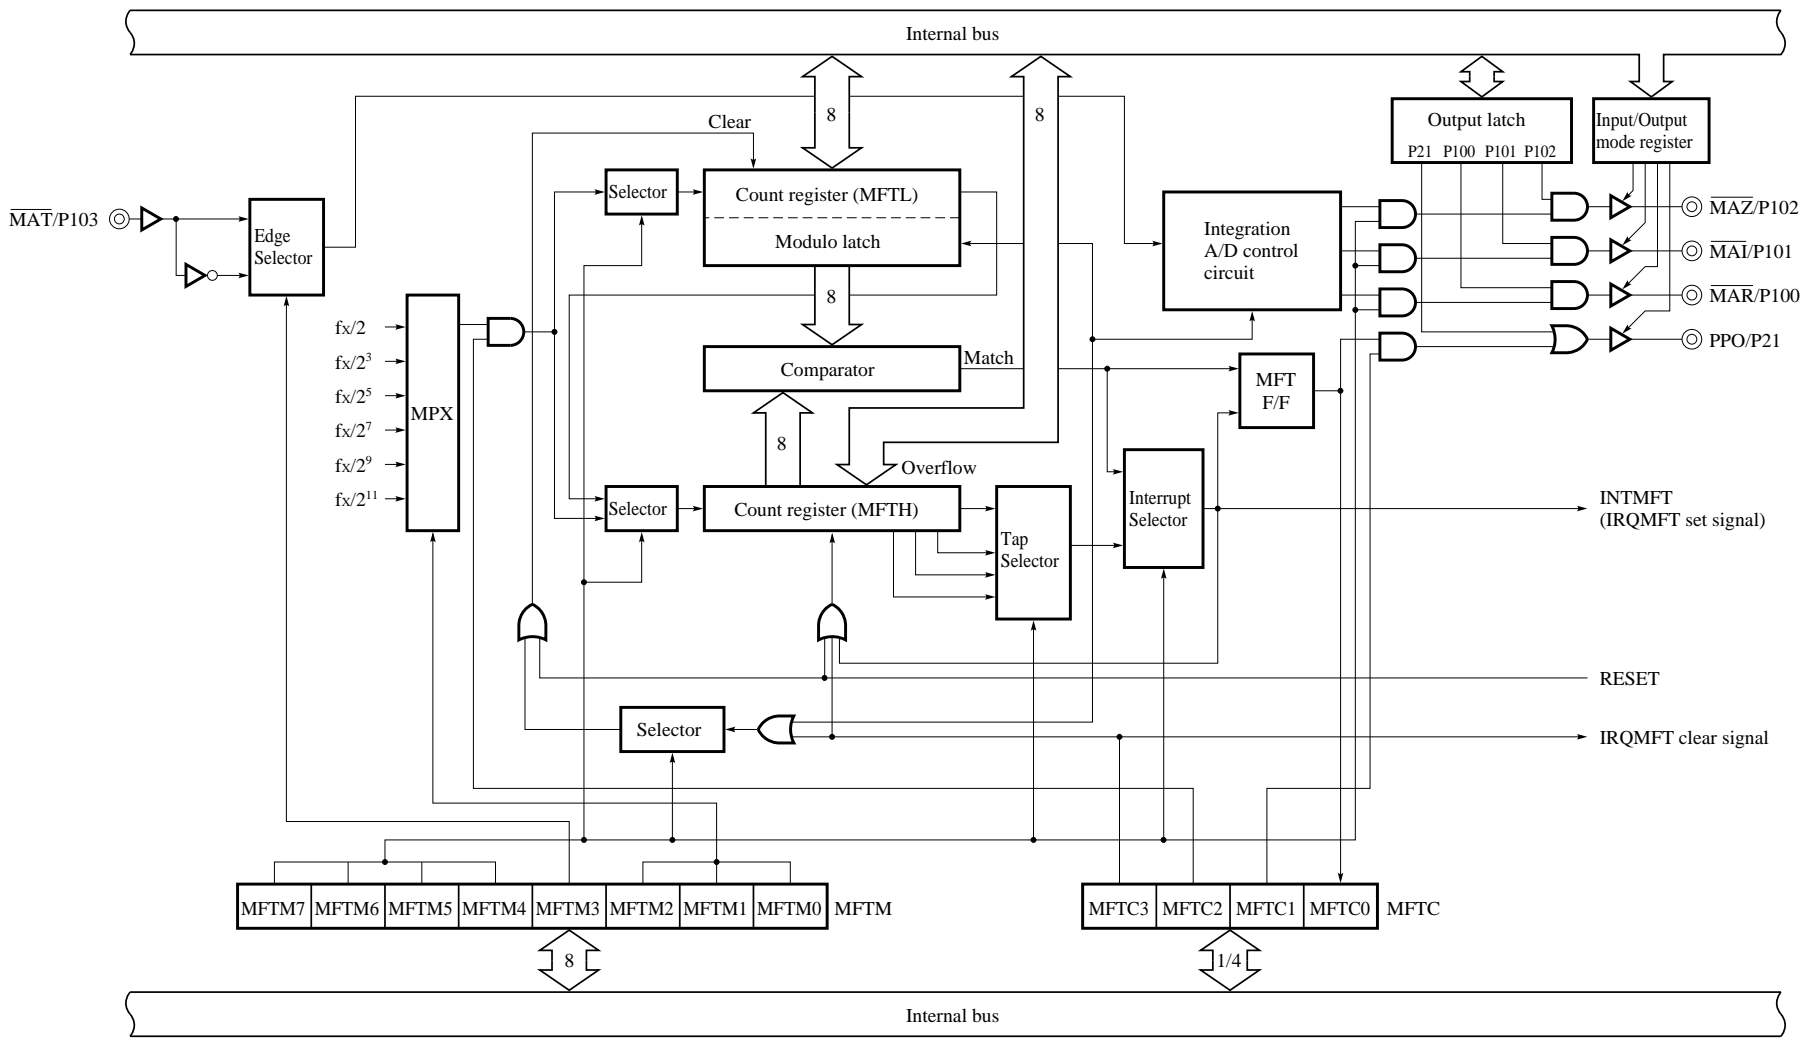 Internal bus
8
8
Clear
Output latch
P21 P100 P101 P102
Input/Output
mode register
Selector
Count register (MFTL)
Modulo latch
MAT/P103
Edge
Selector
Integration
A/D control
circuit
MAZ/P102
MAI/P101
MAR/P100
PPO/P21
8
fx/2
fx/2³
fx/2⁵
fx/2⁷
fx/2⁹
fx/2¹¹
MPX
Comparator
Match
MFT
F/F
8
Overflow
Selector
Count register (MFTH)
Tap
Selector
Interrupt
Selector
INTMFT
(IRQMFT set signal)
RESET
Selector
IRQMFT clear signal
MFTM7 MFTM6 MFTM5 MFTM4 MFTM3 MFTM2 MFTM1 MFTM0 MFTM
MFTC3 MFTC2 MFTC1 MFTC0 MFTC
8
1/4
Internal bus